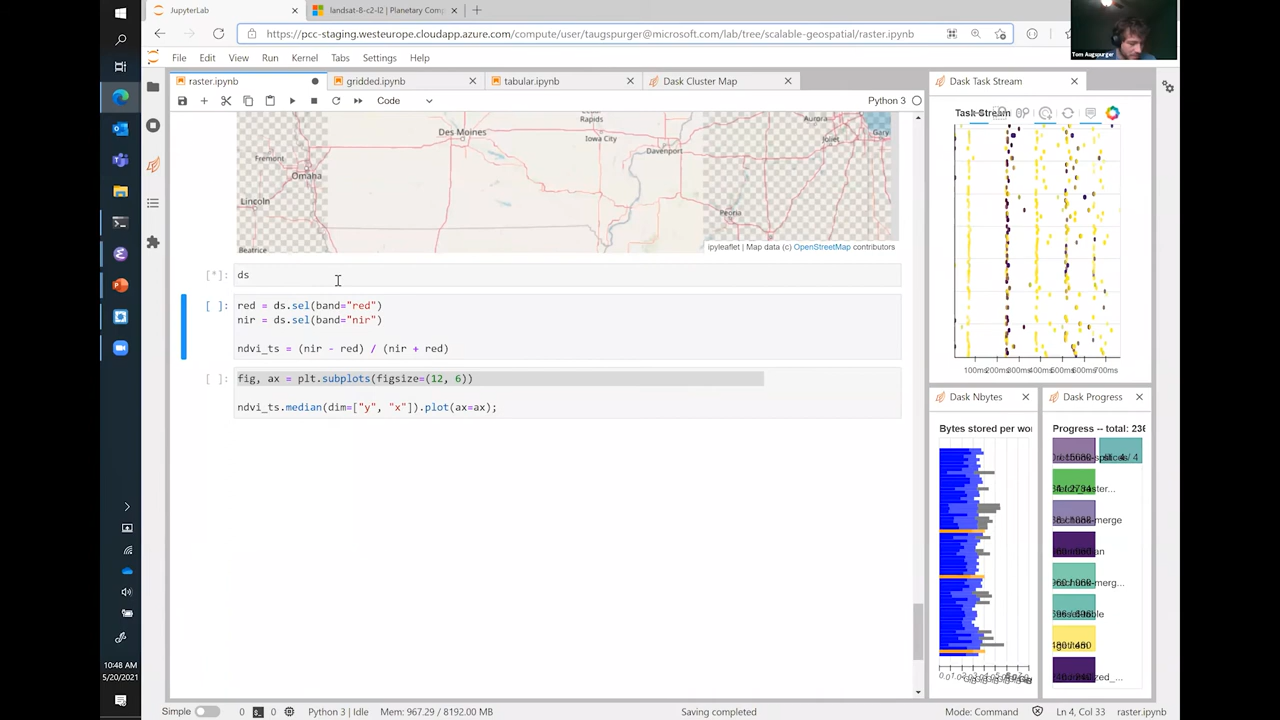 JupyterLab
landsat-8-c2-l2 | Planetary Com
https://pcc-staging.westeurope.cloudapp.azure.com/compute/user/taugspurger@microsoft.com/lab/tree/scalable-geospatial/raster.ipynb
Tom Augspurger
File Edit View Run Kernel Tabs Settings Help
raster.ipynb
gridded.ipynb
tabular.ipynb
Dask Cluster Map
Dask Task Stream
Code
Python 3
Task Stream
Rapids
Aurora
Des Moines
Iowa City
Joliet
Gary
Fremont
Davenport
Omaha
Lincoln
Peoria
Beatrice
ipyleaflet | Map data (c) OpenStreetMap contributors
[*]: ds
[ ]: red = ds.sel(band="red")
nir = ds.sel(band="nir")
ndvi_ts = (nir - red) / (nir + red)
[ ]: fig, ax = plt.subplots(figsize=(12, 6))
ndvi_ts.median(dim=["y", "x"]).plot(ax=ax);
100ms 200ms 300ms 400ms 500ms 600ms 700ms
Dask Nbytes
Dask Progress
Bytes stored per wor
Progress -- total: 236
10:48 AM
5/20/2021
Simple 0 0 Python 3 | Idle Mem: 967.29 / 8192.00 MB Saving completed Mode: Command Ln 4, Col 33 raster.ipynb